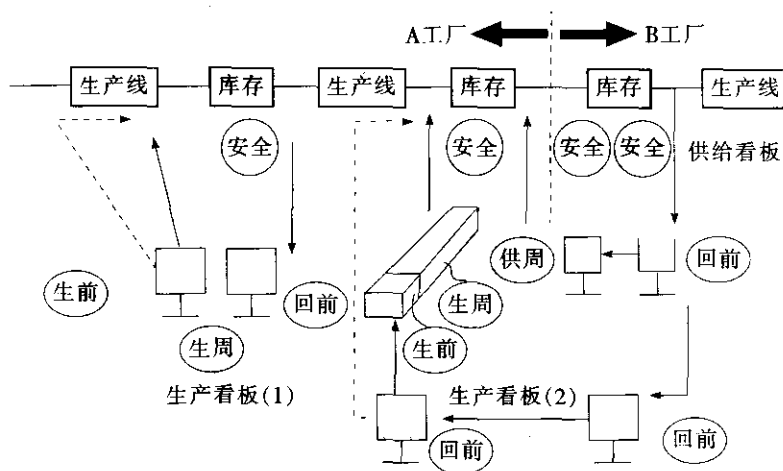 A工厂 B工厂
生产线 库存 生产线 库存 库存 生产线
安全 安全 安全 安全 供给看板
生前 回前 供周 回前
生周 生周
生前
生产看板(1) 生产看板(2)
回前 回前